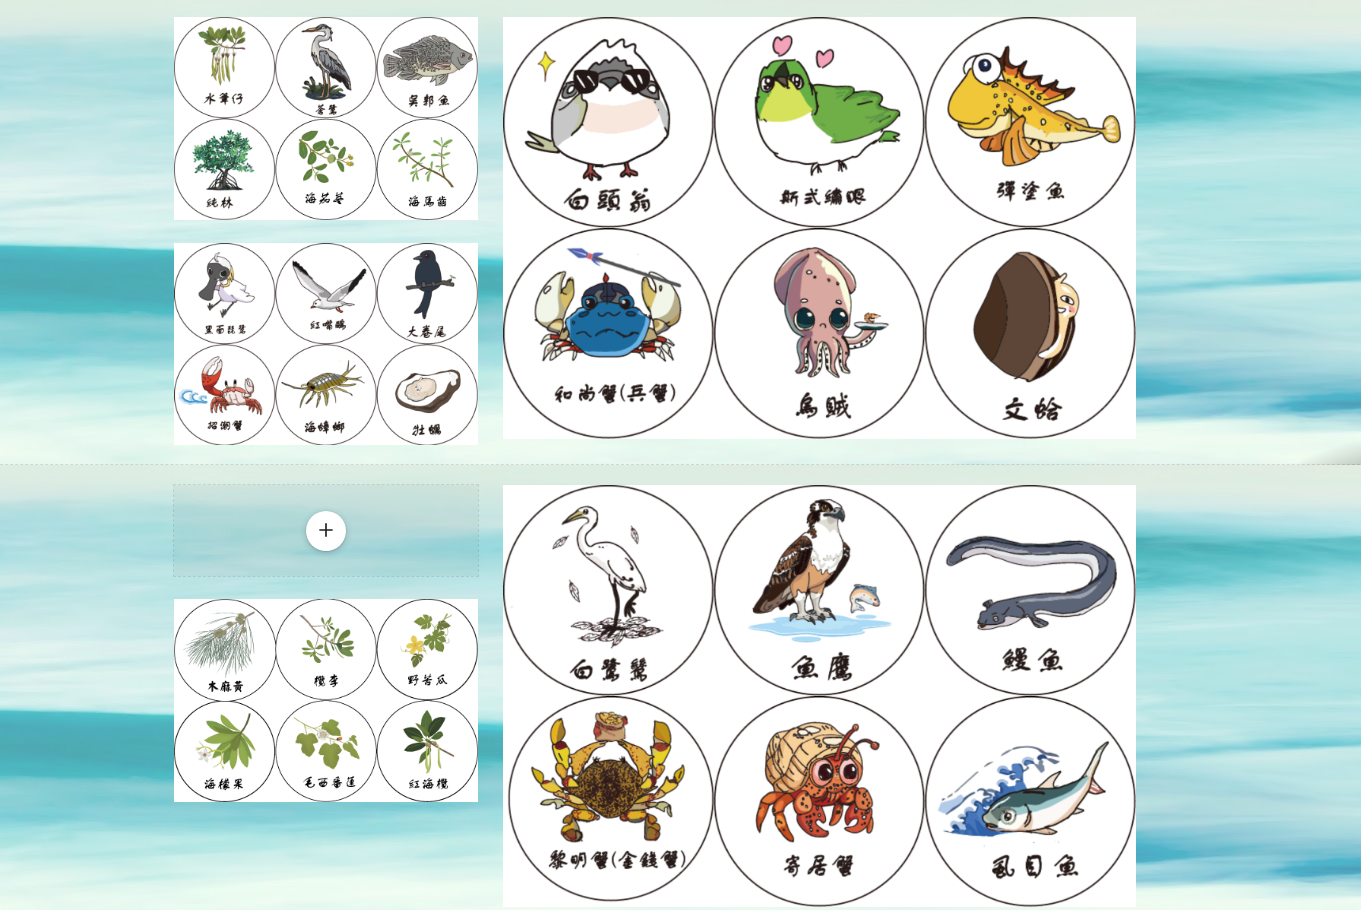 水筆仔
蒼鷺
吳郭魚
純林
海茄苳
海馬齒
黑面琵鷺
紅嘴鷗
大卷尾
招潮蟹
海蟑螂
牡蠣
白頭翁
斯式繡眼
彈塗魚
和尚蟹(兵蟹)
烏賊
文蛤
木麻黃
欖李
野苦瓜
海檬果
毛西番蓮
紅海欖
白鷺鷥
魚鷹
鰻魚
黎明蟹(金錢蟹)
寄居蟹
虱目魚